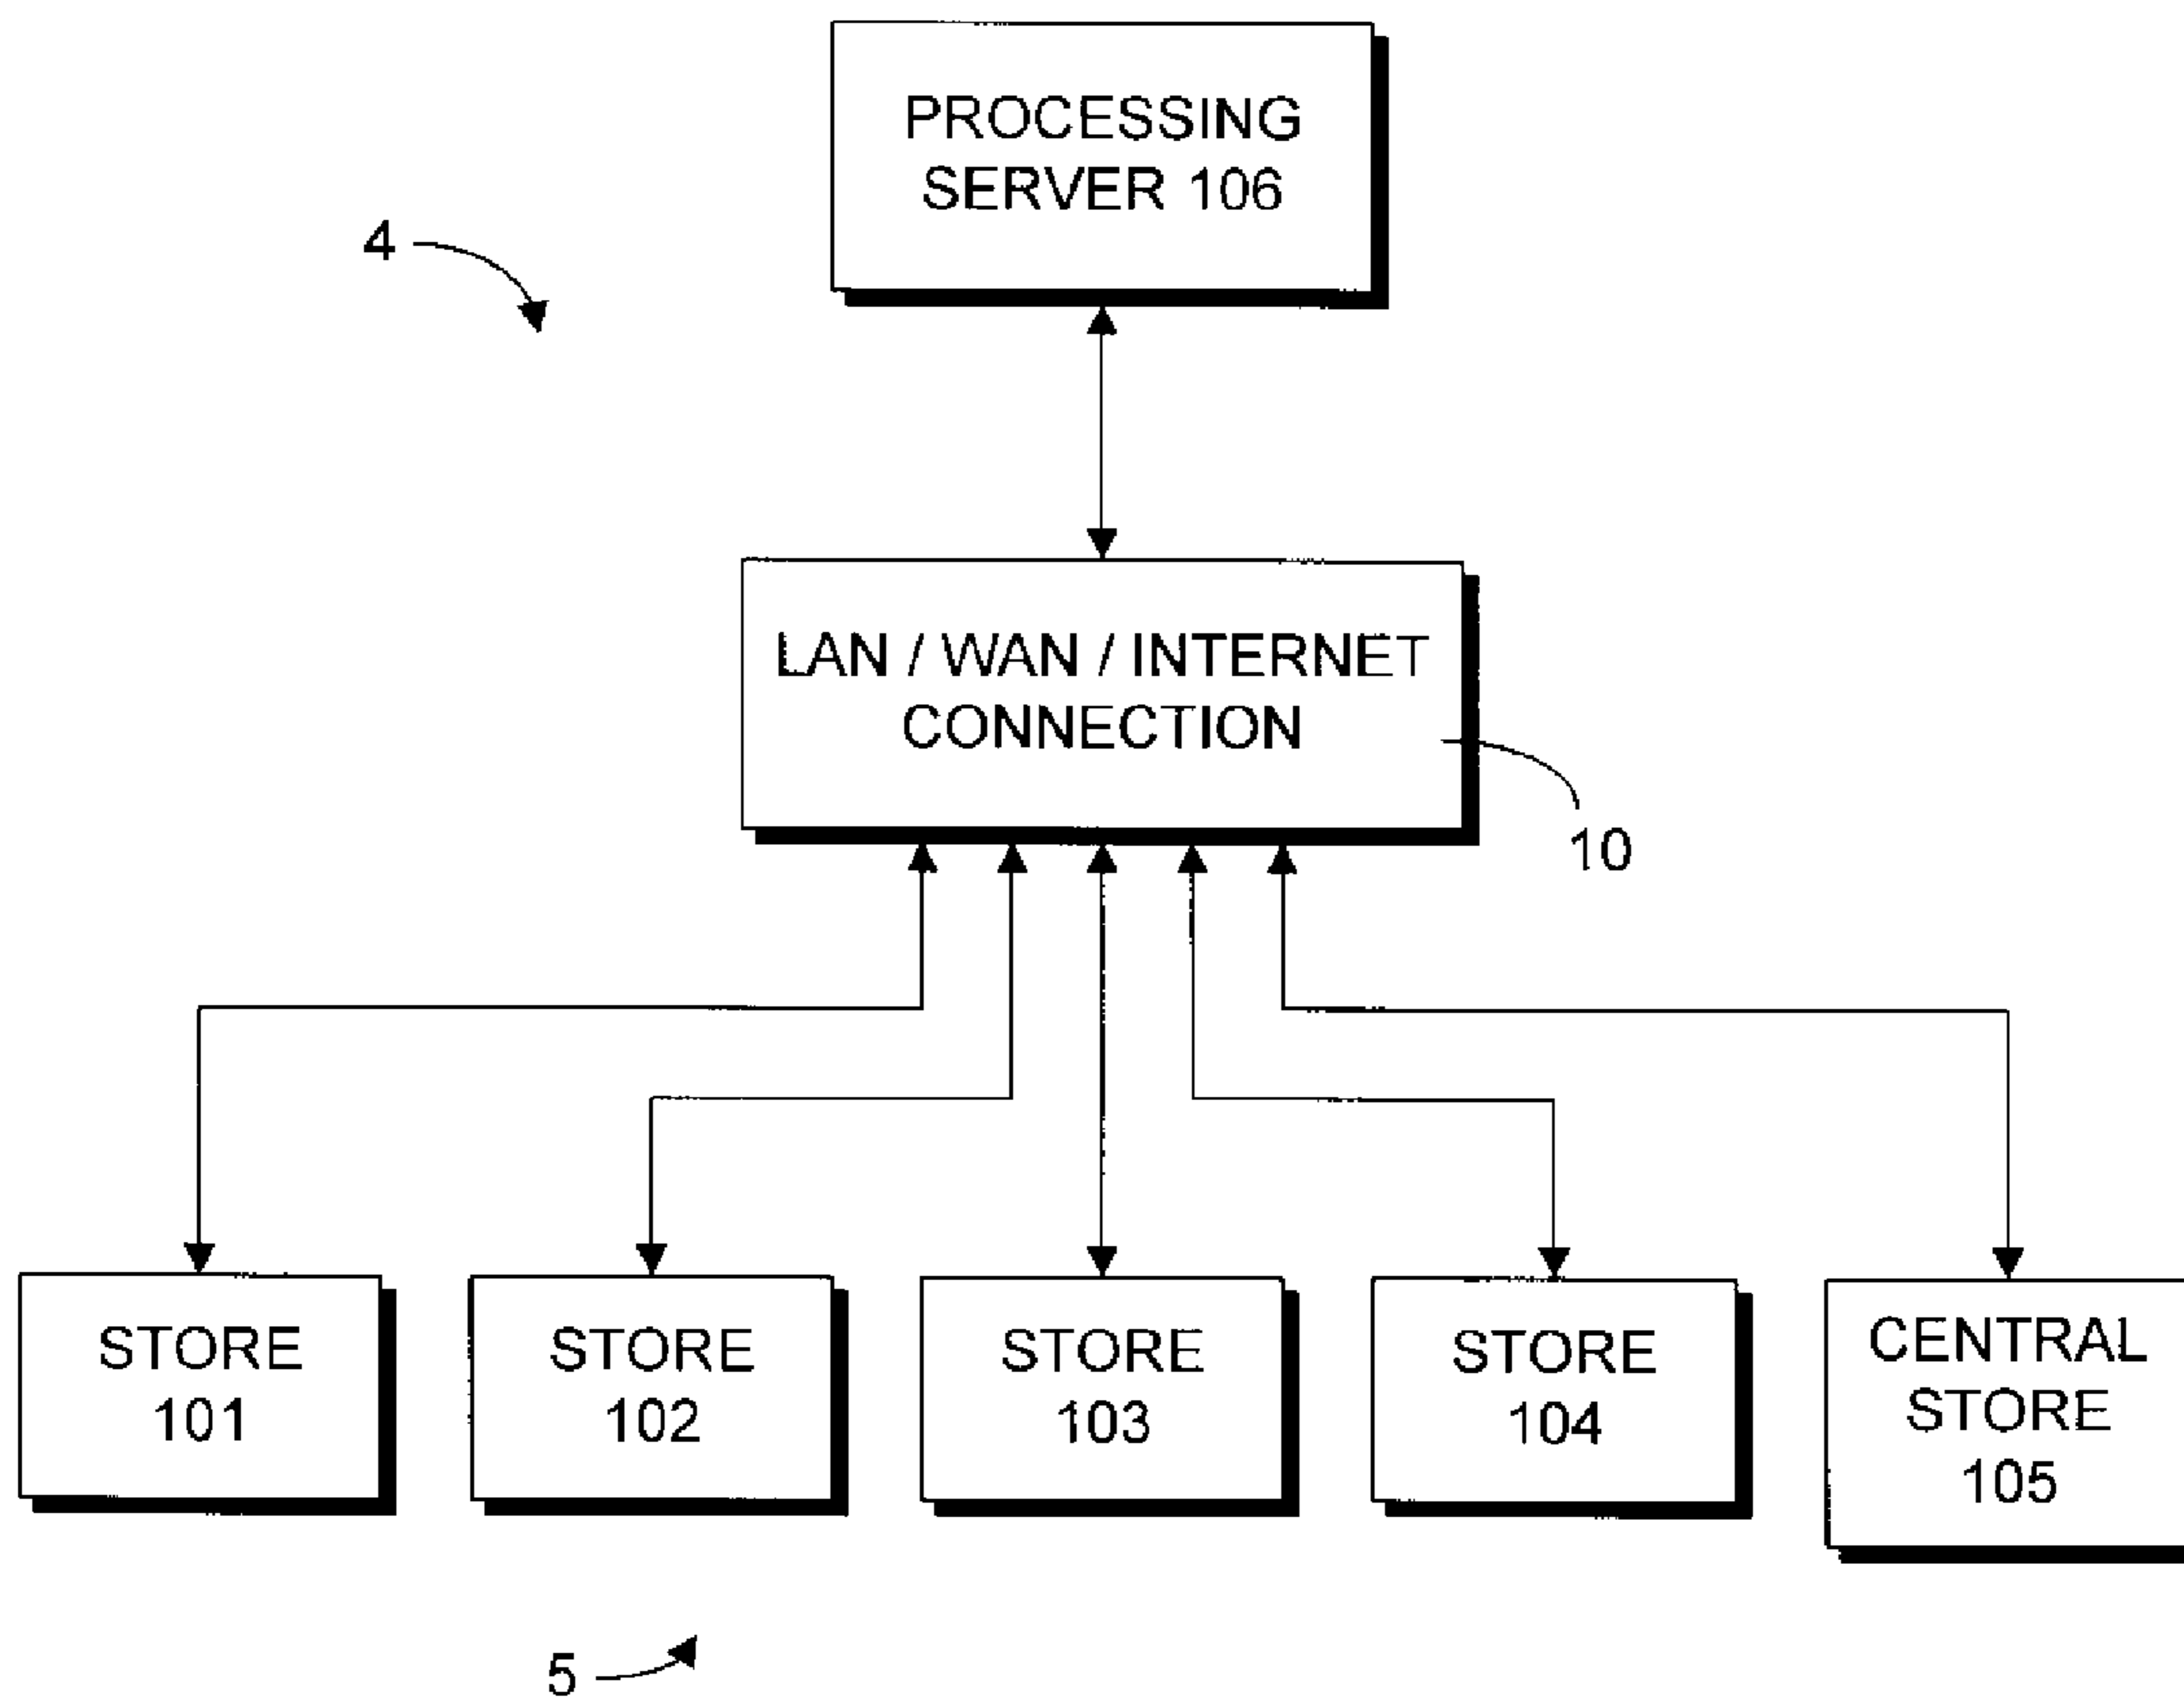 PROCESSING
SERVER 106
4
LAN / WAN / INTERNET
CONNECTION
10
STORE
101
STORE
102
STORE
103
STORE
104
CENTRAL
STORE
105
5